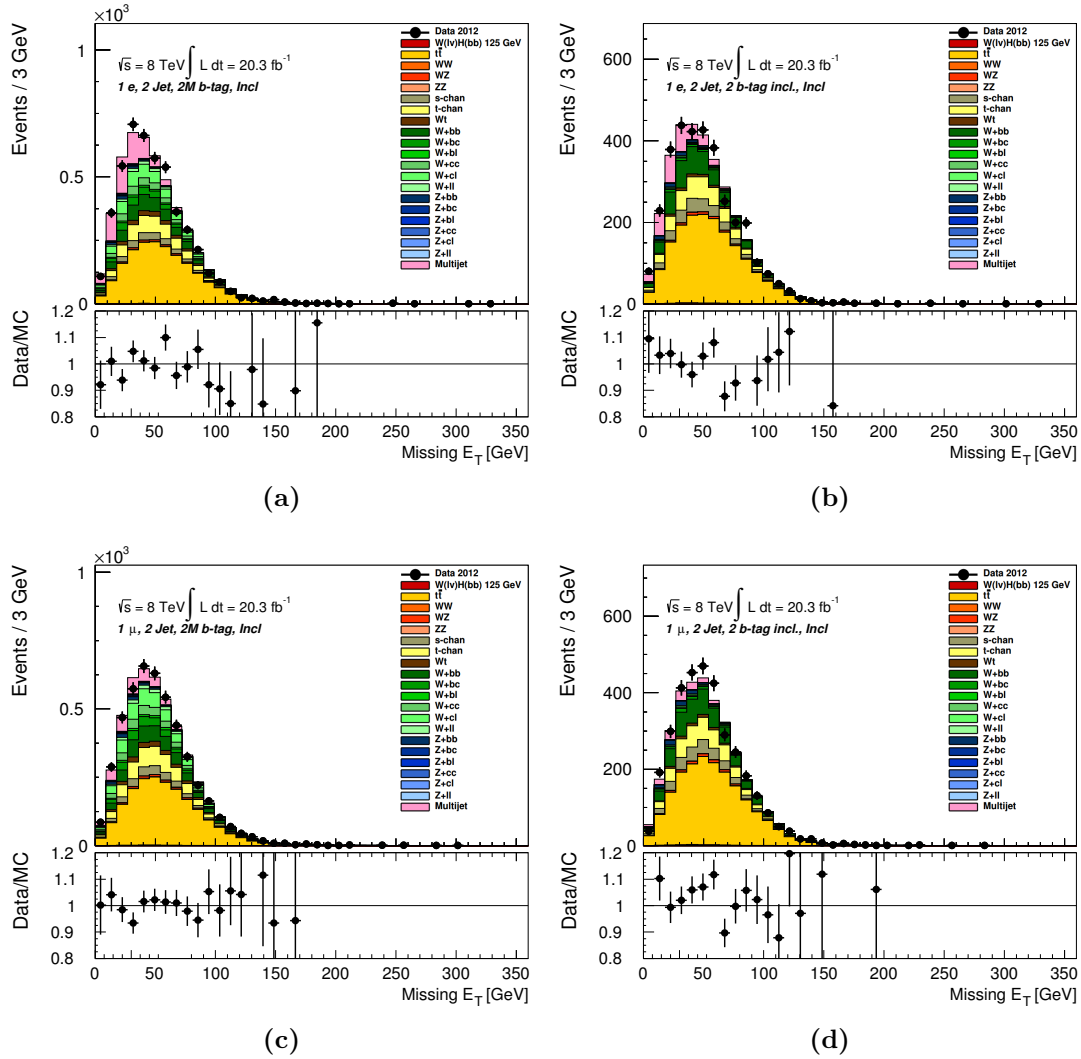 ×10³
Events / 3 GeV
1
0.5
0
√s = 8 TeV ∫ L dt = 20.3 fb⁻¹
1 e, 2 Jet, 2M b-tag, Incl
Data 2012
W(lv)H(bb) 125 GeV
tt̄
WW
WZ
ZZ
s-chan
t-chan
Wt
W+bb
W+bc
W+bl
W+cc
W+cl
W+ll
Z+bb
Z+bc
Z+bl
Z+cc
Z+cl
Z+ll
Multijet
Data/MC
1.2
1.1
1
0.9
0.8
0 50 100 150 200 250 300 350
Missing E_T [GeV]
(a)
Events / 3 GeV
600
400
200
0
√s = 8 TeV ∫ L dt = 20.3 fb⁻¹
1 e, 2 Jet, 2 b-tag incl., Incl
Data 2012
W(lv)H(bb) 125 GeV
tt̄
WW
WZ
ZZ
s-chan
t-chan
Wt
W+bb
W+bc
W+bl
W+cc
W+cl
W+ll
Z+bb
Z+bc
Z+bl
Z+cc
Z+cl
Z+ll
Multijet
Data/MC
1.2
1.1
1
0.9
0.8
0 50 100 150 200 250 300 350
Missing E_T [GeV]
(b)
×10³
Events / 3 GeV
1
0.5
0
√s = 8 TeV ∫ L dt = 20.3 fb⁻¹
1 μ, 2 Jet, 2M b-tag, Incl
Data 2012
W(lv)H(bb) 125 GeV
tt̄
WW
WZ
ZZ
s-chan
t-chan
Wt
W+bb
W+bc
W+bl
W+cc
W+cl
W+ll
Z+bb
Z+bc
Z+bl
Z+cc
Z+cl
Z+ll
Multijet
Data/MC
1.2
1.1
1
0.9
0.8
0 50 100 150 200 250 300 350
Missing E_T [GeV]
(c)
Events / 3 GeV
600
400
200
0
√s = 8 TeV ∫ L dt = 20.3 fb⁻¹
1 μ, 2 Jet, 2 b-tag incl., Incl
Data 2012
W(lv)H(bb) 125 GeV
tt̄
WW
WZ
ZZ
s-chan
t-chan
Wt
W+bb
W+bc
W+bl
W+cc
W+cl
W+ll
Z+bb
Z+bc
Z+bl
Z+cc
Z+cl
Z+ll
Multijet
Data/MC
1.2
1.1
1
0.9
0.8
0 50 100 150 200 250 300 350
Missing E_T [GeV]
(d)